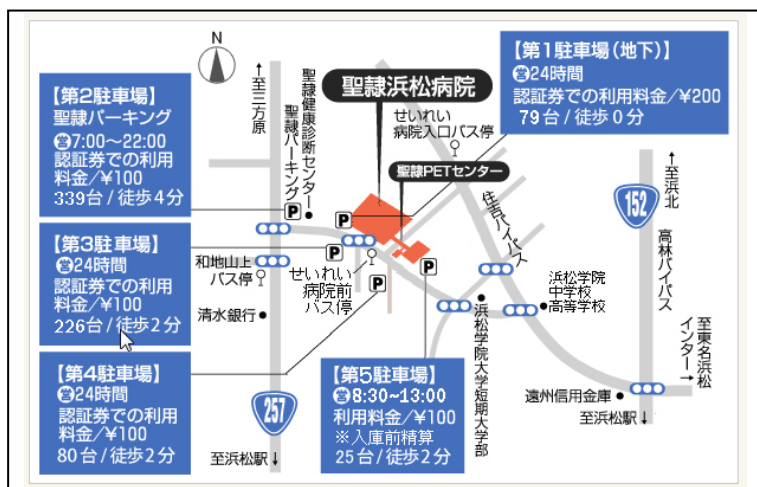 N
【第1駐車場(地下)】
営24時間
認証券での利用料金/¥200
79台/徒歩0分
【第2駐車場】
聖隷パーキング
営7:00～22:00
認証券での利用
料金/¥100
339台/徒歩4分
【第3駐車場】
営24時間
認証券での利用
料金/¥100
226台/徒歩2分
【第4駐車場】
営24時間
認証券での利用
料金/¥100
80台/徒歩2分
【第5駐車場】
営8:30~13:00
利用料金/¥100
※入庫前精算
25台/徒歩2分
↑至三方原
聖隷健康診断センター
聖隷パーキング
聖隷浜松病院
せいれい
病院入口バス停
聖隷PETセンター
住吉バイパス
152
↑至浜北
高林バイパス
P
P
P
P
P
和地山上
バス停
せいれい
病院前
バス停
清水銀行
浜松学院
中学校
高等学校
浜松学院大学短期大学部
至東名浜松
インター→
遠州信用金庫
至浜松駅↓
257
至浜松駅↓